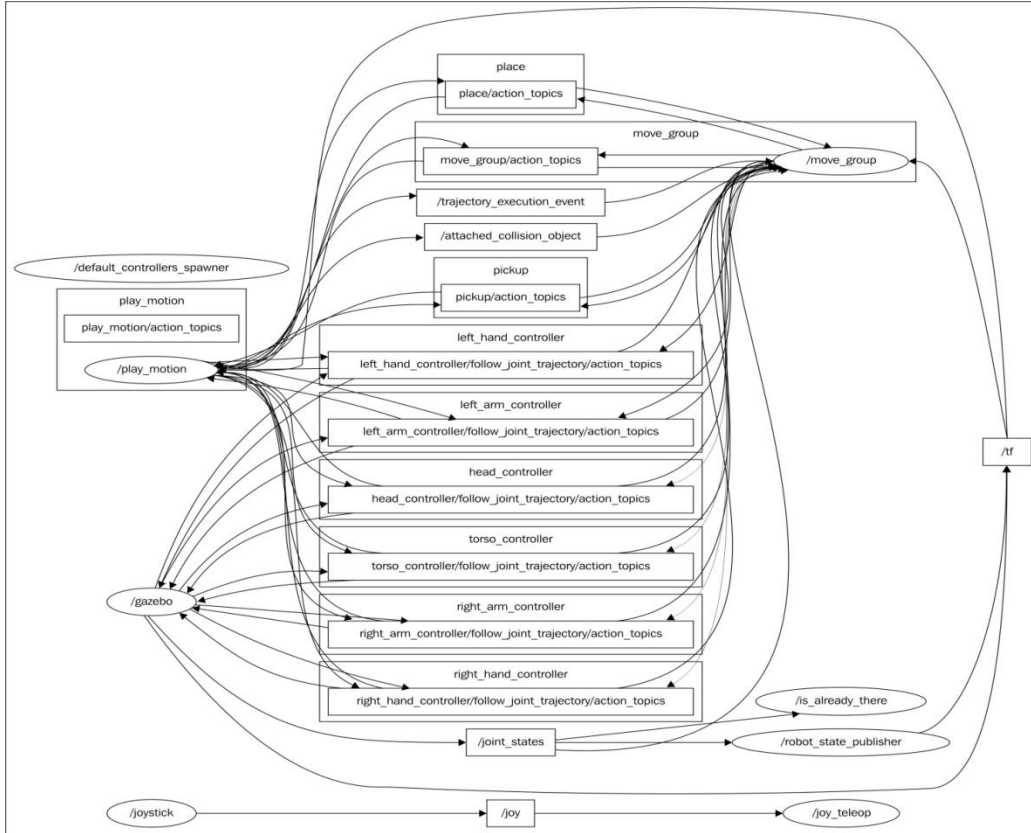 place
place/action_topics
move_group
move_group/action_topics
/move_group
/trajectory_execution_event
/attached_collision_object
/default_controllers_spawner
pickup
play_motion
pickup/action_topics
play_motion/action_topics
left_hand_controller
/play_motion
left_hand_controller/follow_joint_trajectory/action_topics
left_arm_controller
left_arm_controller/follow_joint_trajectory/action_topics
/tf
head_controller
head_controller/follow_joint_trajectory/action_topics
torso_controller
torso_controller/follow_joint_trajectory/action_topics
/gazebo
right_arm_controller
right_arm_controller/follow_joint_trajectory/action_topics
right_hand_controller
right_hand_controller/follow_joint_trajectory/action_topics
/is_already_there
/joint_states
/robot_state_publisher
/joystick
/joy
/joy_teleop